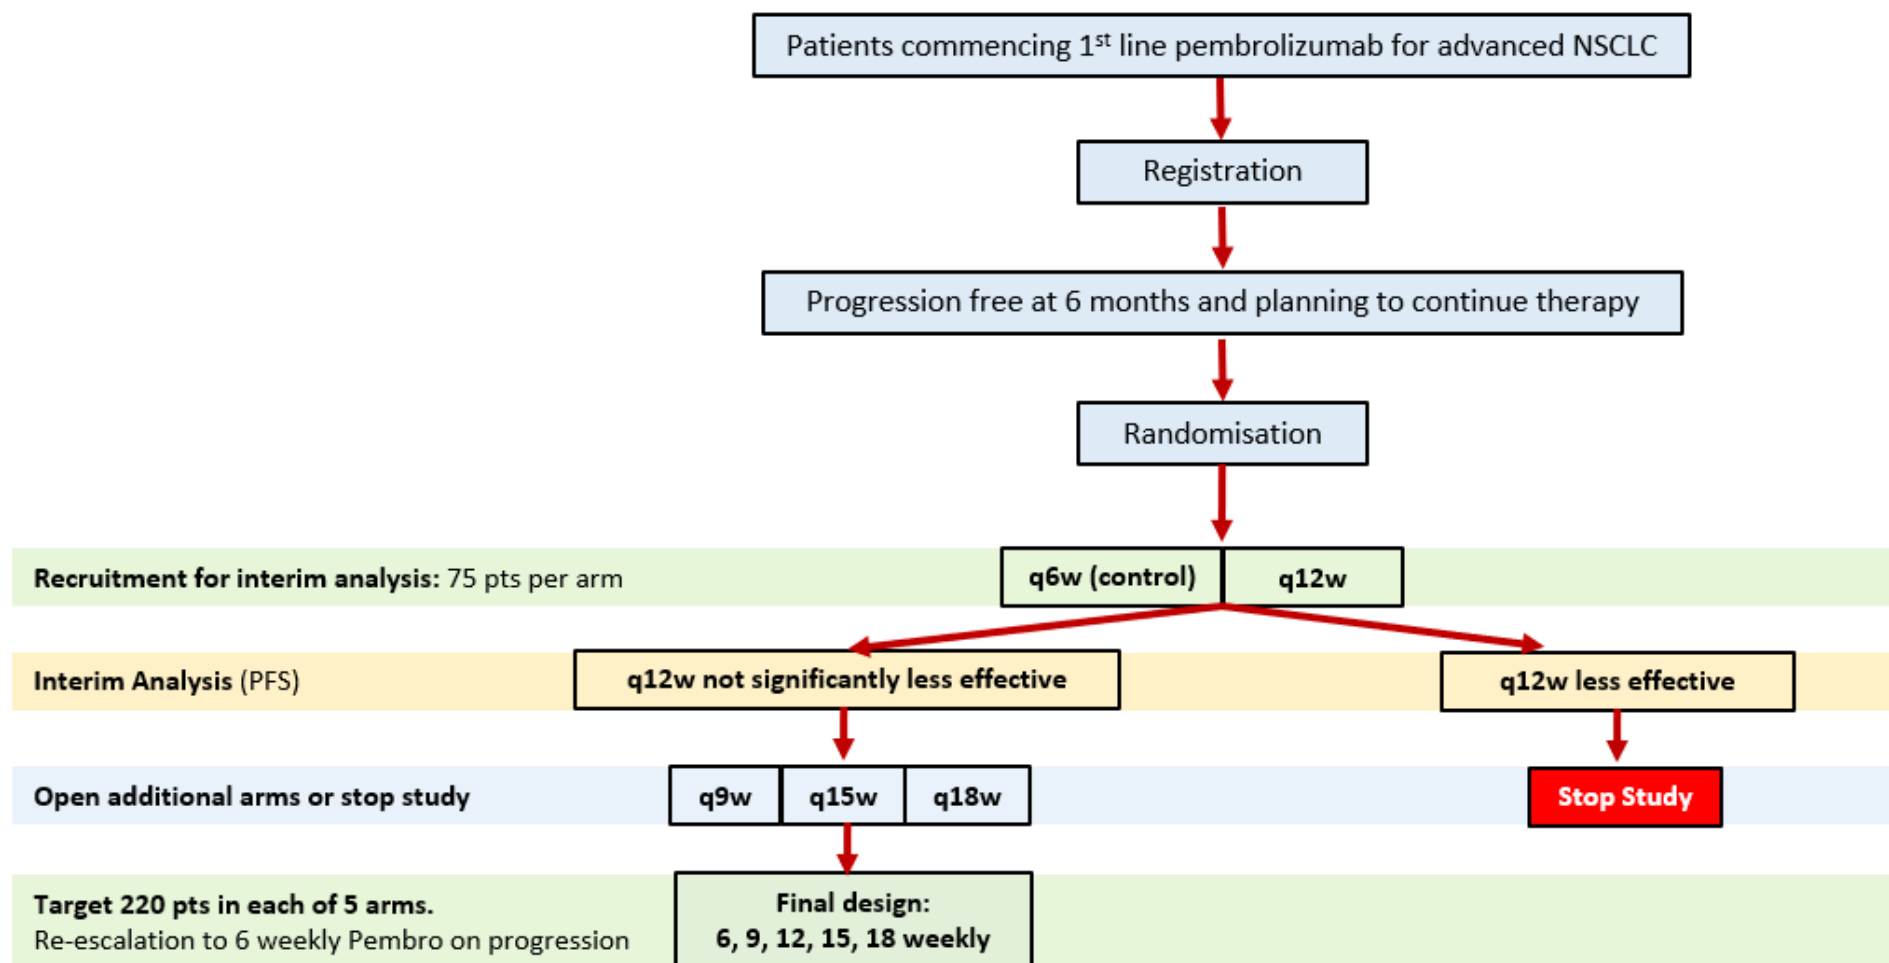 Patients commencing 1st line pembrolizumab for advanced NSCLC
Registration
Progression free at 6 months and planning to continue therapy
Randomisation
Recruitment for interim analysis: 75 pts per arm
q6w (control)
q12w
Interim Analysis (PFS)
q12w not significantly less effective
q12w less effective
Open additional arms or stop study
q9w
q15w
q18w
Stop Study
Target 220 pts in each of 5 arms.
Re-escalation to 6 weekly Pembro on progression
Final design:
6, 9, 12, 15, 18 weekly